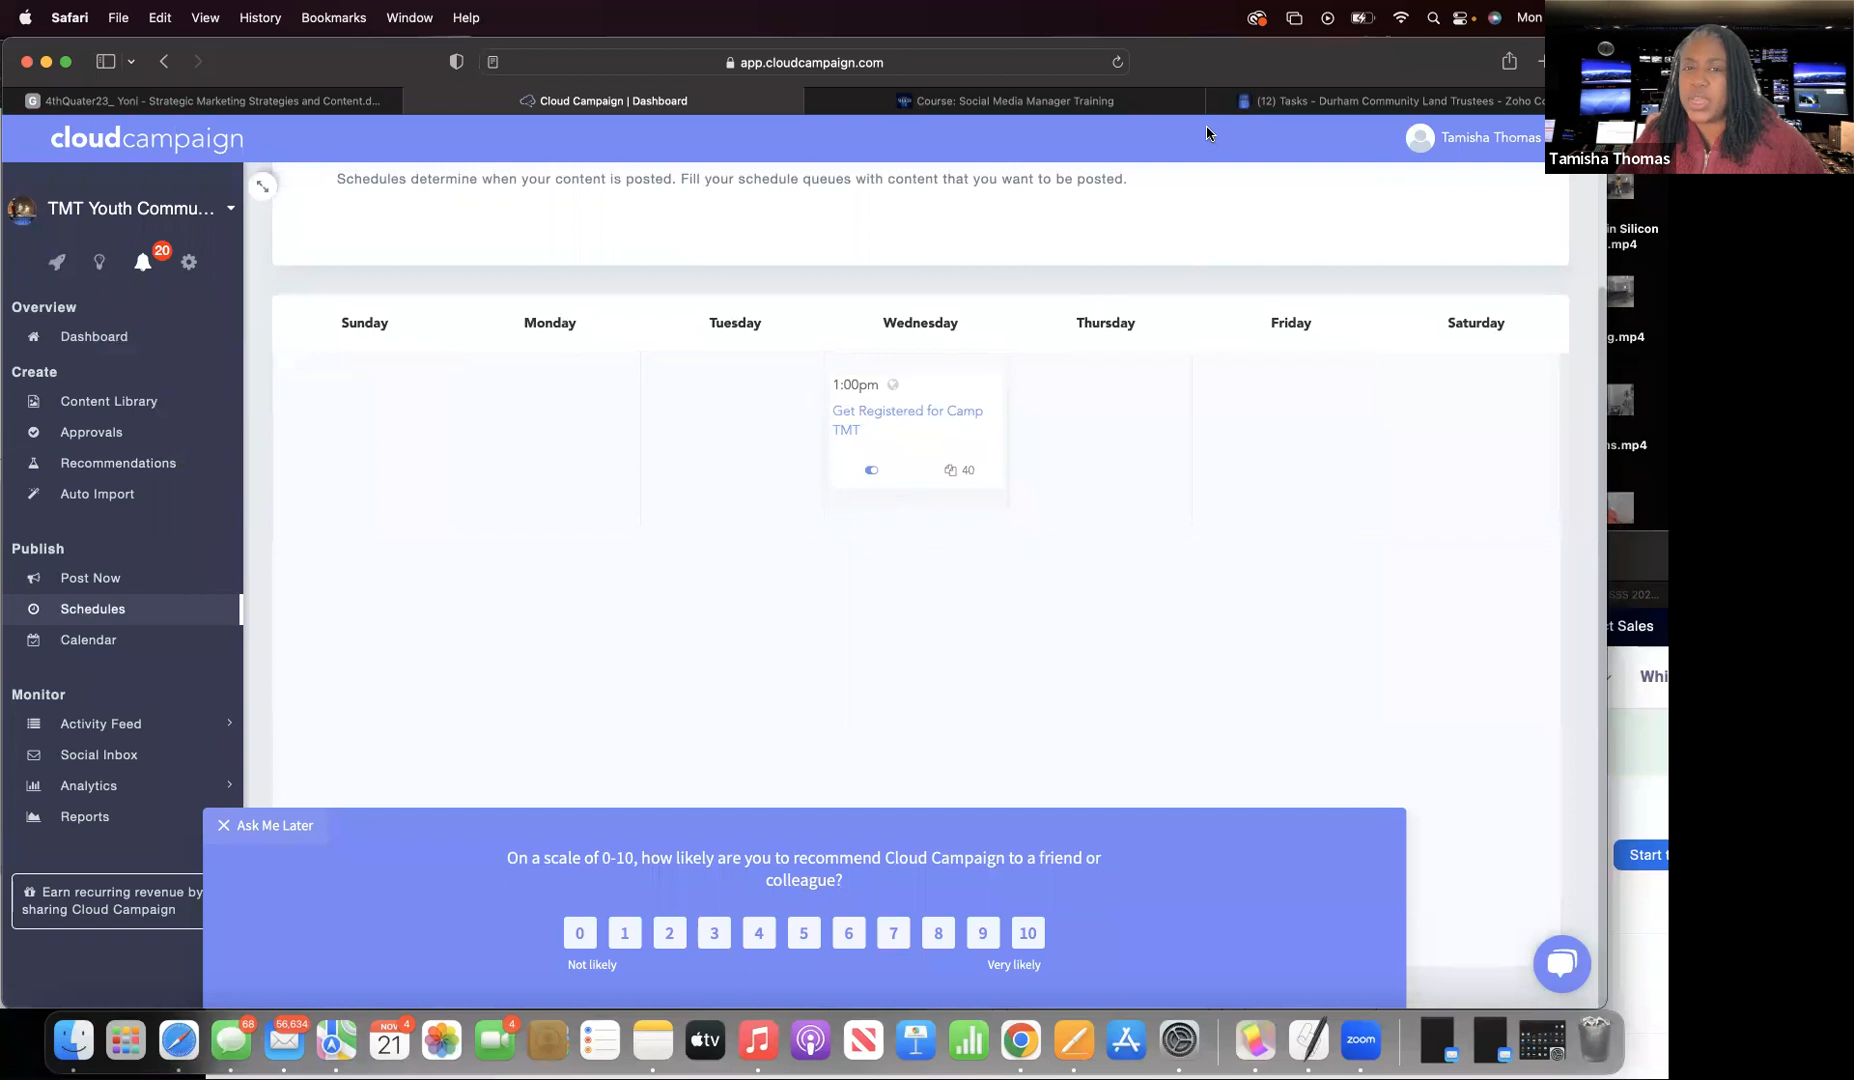 Safari File Edit View History Bookmarks Window Help Mon
app.cloudcampaign.com
4thQuater23_ Yoni - Strategic Marketing Strategies and Content.d...
Cloud Campaign | Dashboard
Course: Social Media Manager Training
(12) Tasks - Durham Community Land Trustees - Zoho Co
cloudcampaign
Tamisha Thomas
Tamisha Thomas
Schedules determine when your content is posted. Fill your schedule queues with content that you want to be posted.
TMT Youth Commu...
20
Overview
Dashboard
Create
Content Library
Approvals
Recommendations
Auto Import
Publish
Post Now
Schedules
Calendar
Monitor
Activity Feed
Social Inbox
Analytics
Reports
Earn recurring revenue by
sharing Cloud Campaign
Sunday Monday Tuesday Wednesday Thursday Friday Saturday
1:00pm
Get Registered for Camp
TMT
40
in Silicon
.mp4
g.mp4
ns.mp4
SSS 202...
ct Sales
Whi
Start t
Ask Me Later
On a scale of 0-10, how likely are you to recommend Cloud Campaign to a friend or
colleague?
0 1 2 3 4 5 6 7 8 9 10
Not likely Very likely
68
56,634
NOV 4
21
4
tv
zoom